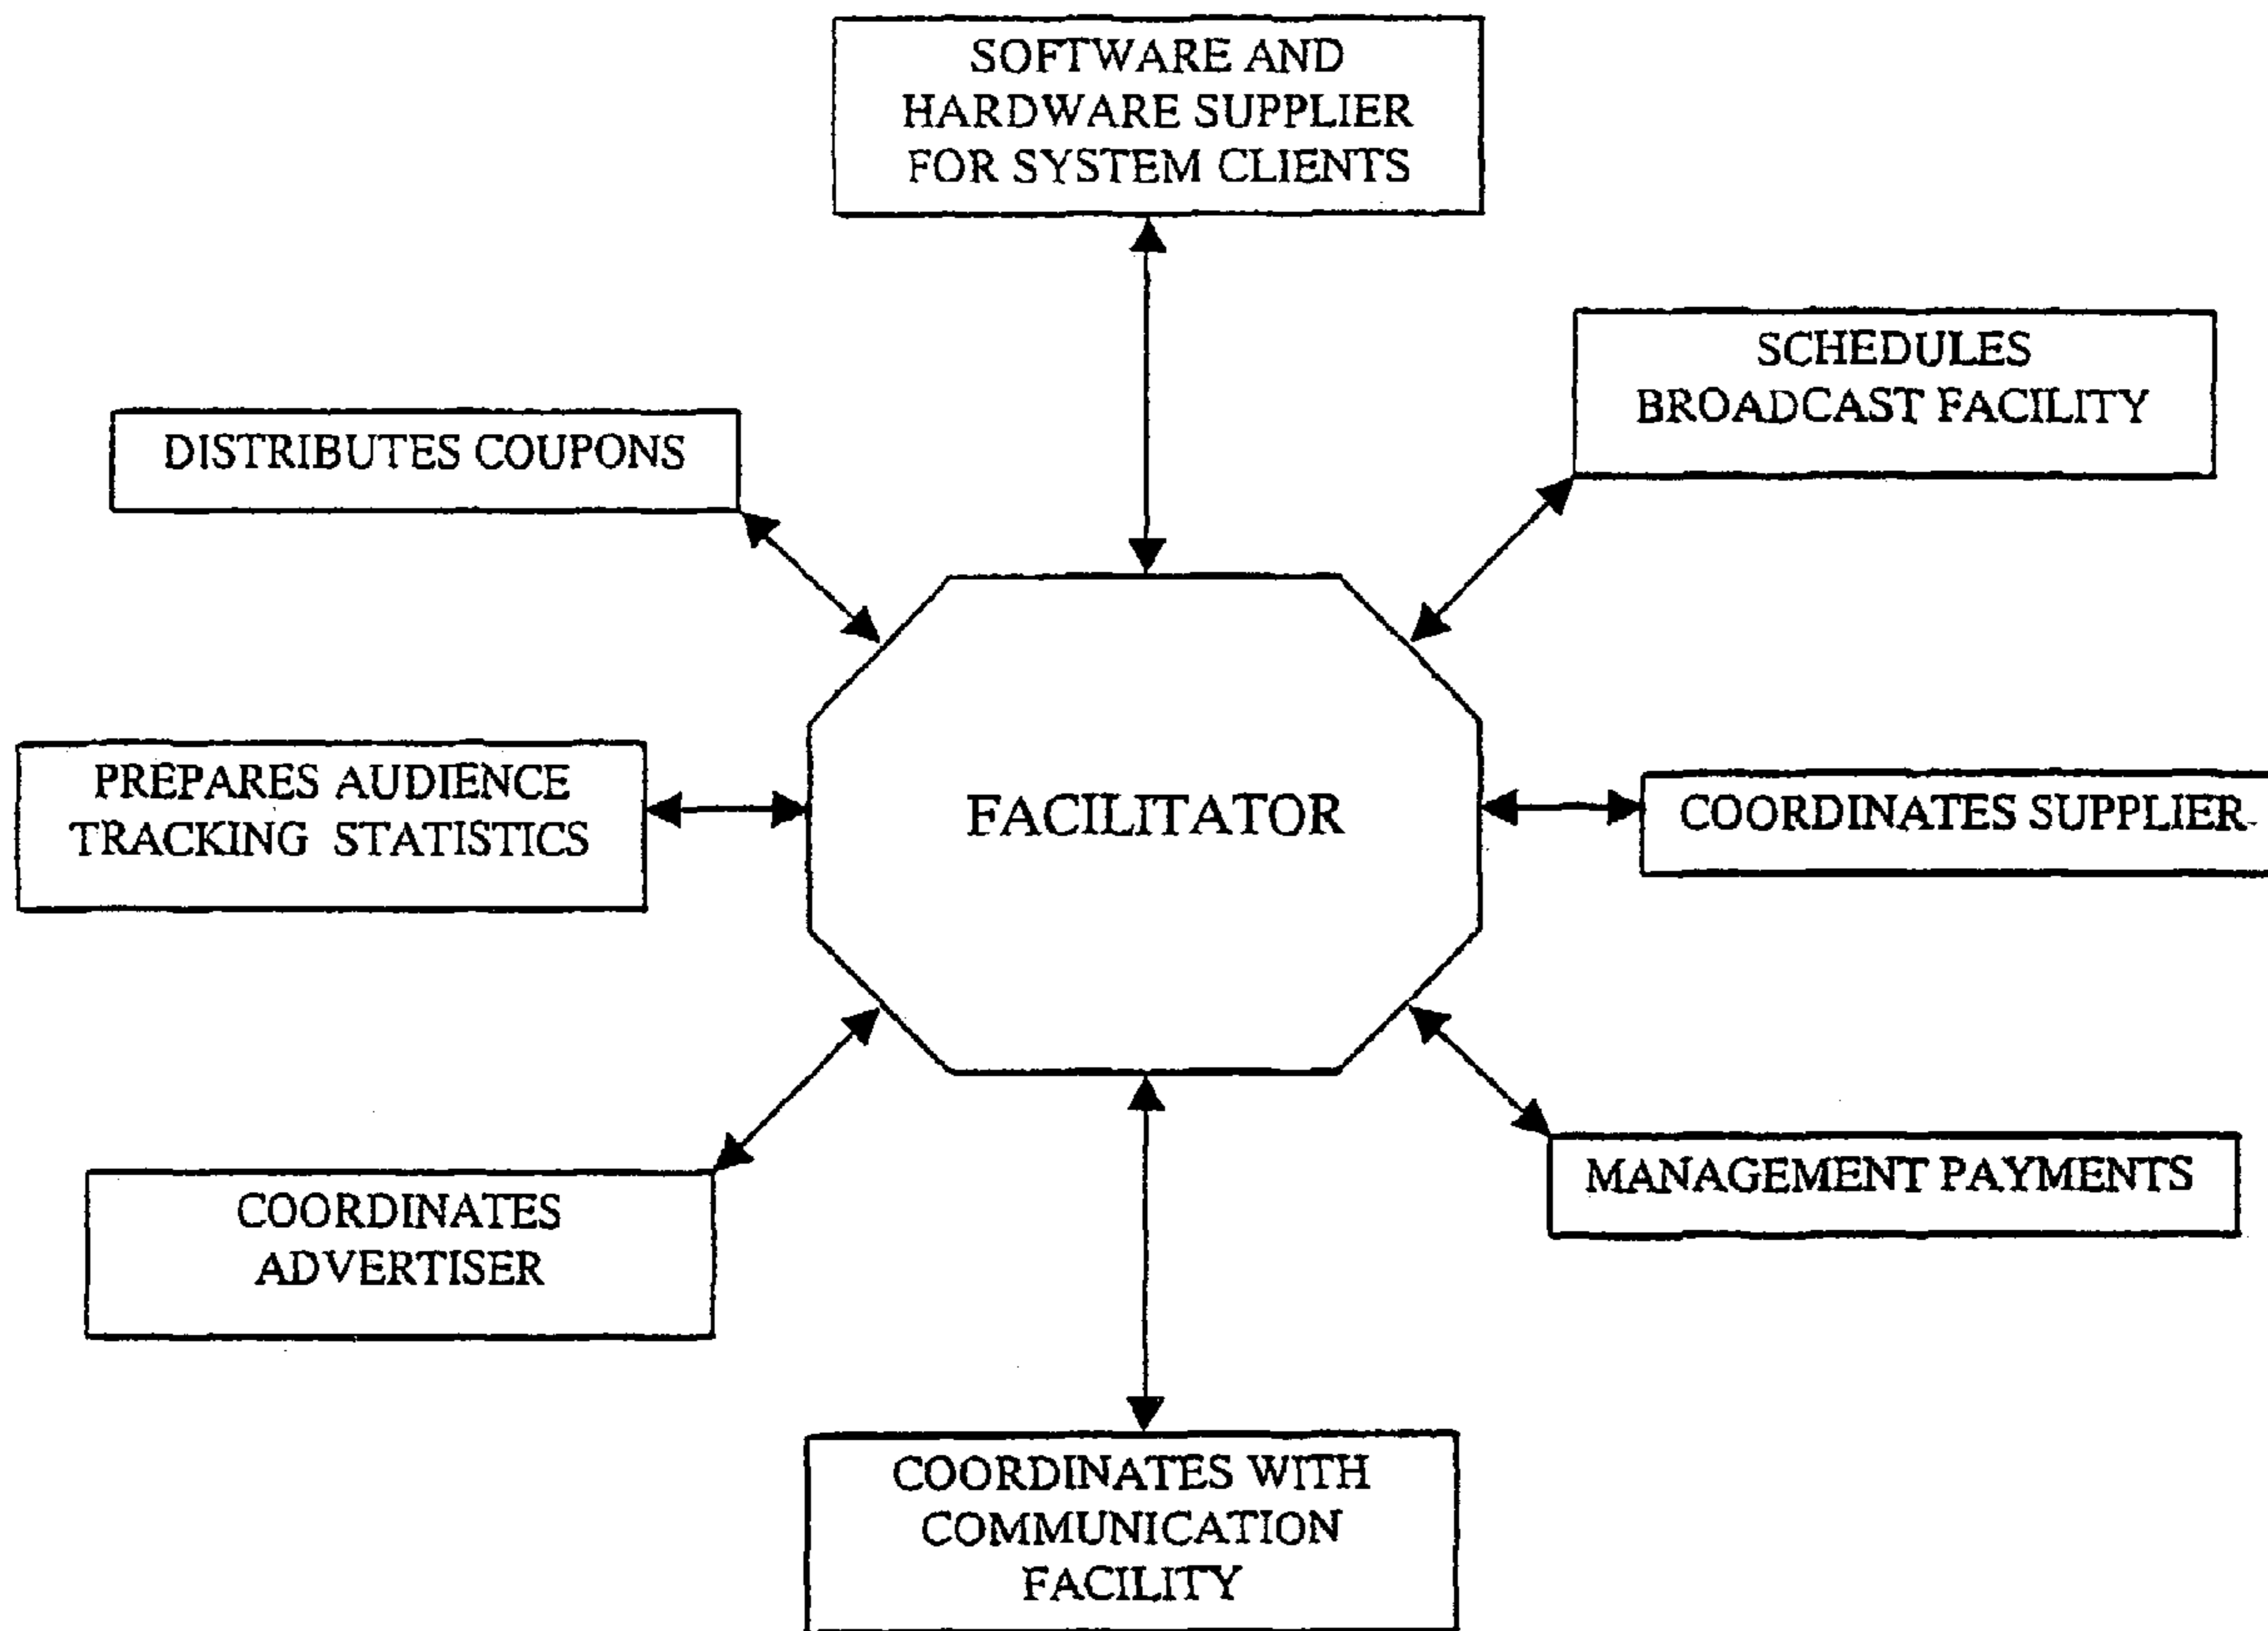 SOFTWARE AND
HARDWARE SUPPLIER
FOR SYSTEM CLIENTS
SCHEDULES
BROADCAST FACILITY
DISTRIBUTES COUPONS
PREPARES AUDIENCE
TRACKING STATISTICS
FACILITATOR
COORDINATES SUPPLIER
COORDINATES
ADVERTISER
MANAGEMENT PAYMENTS
COORDINATES WITH
COMMUNICATION
FACILITY